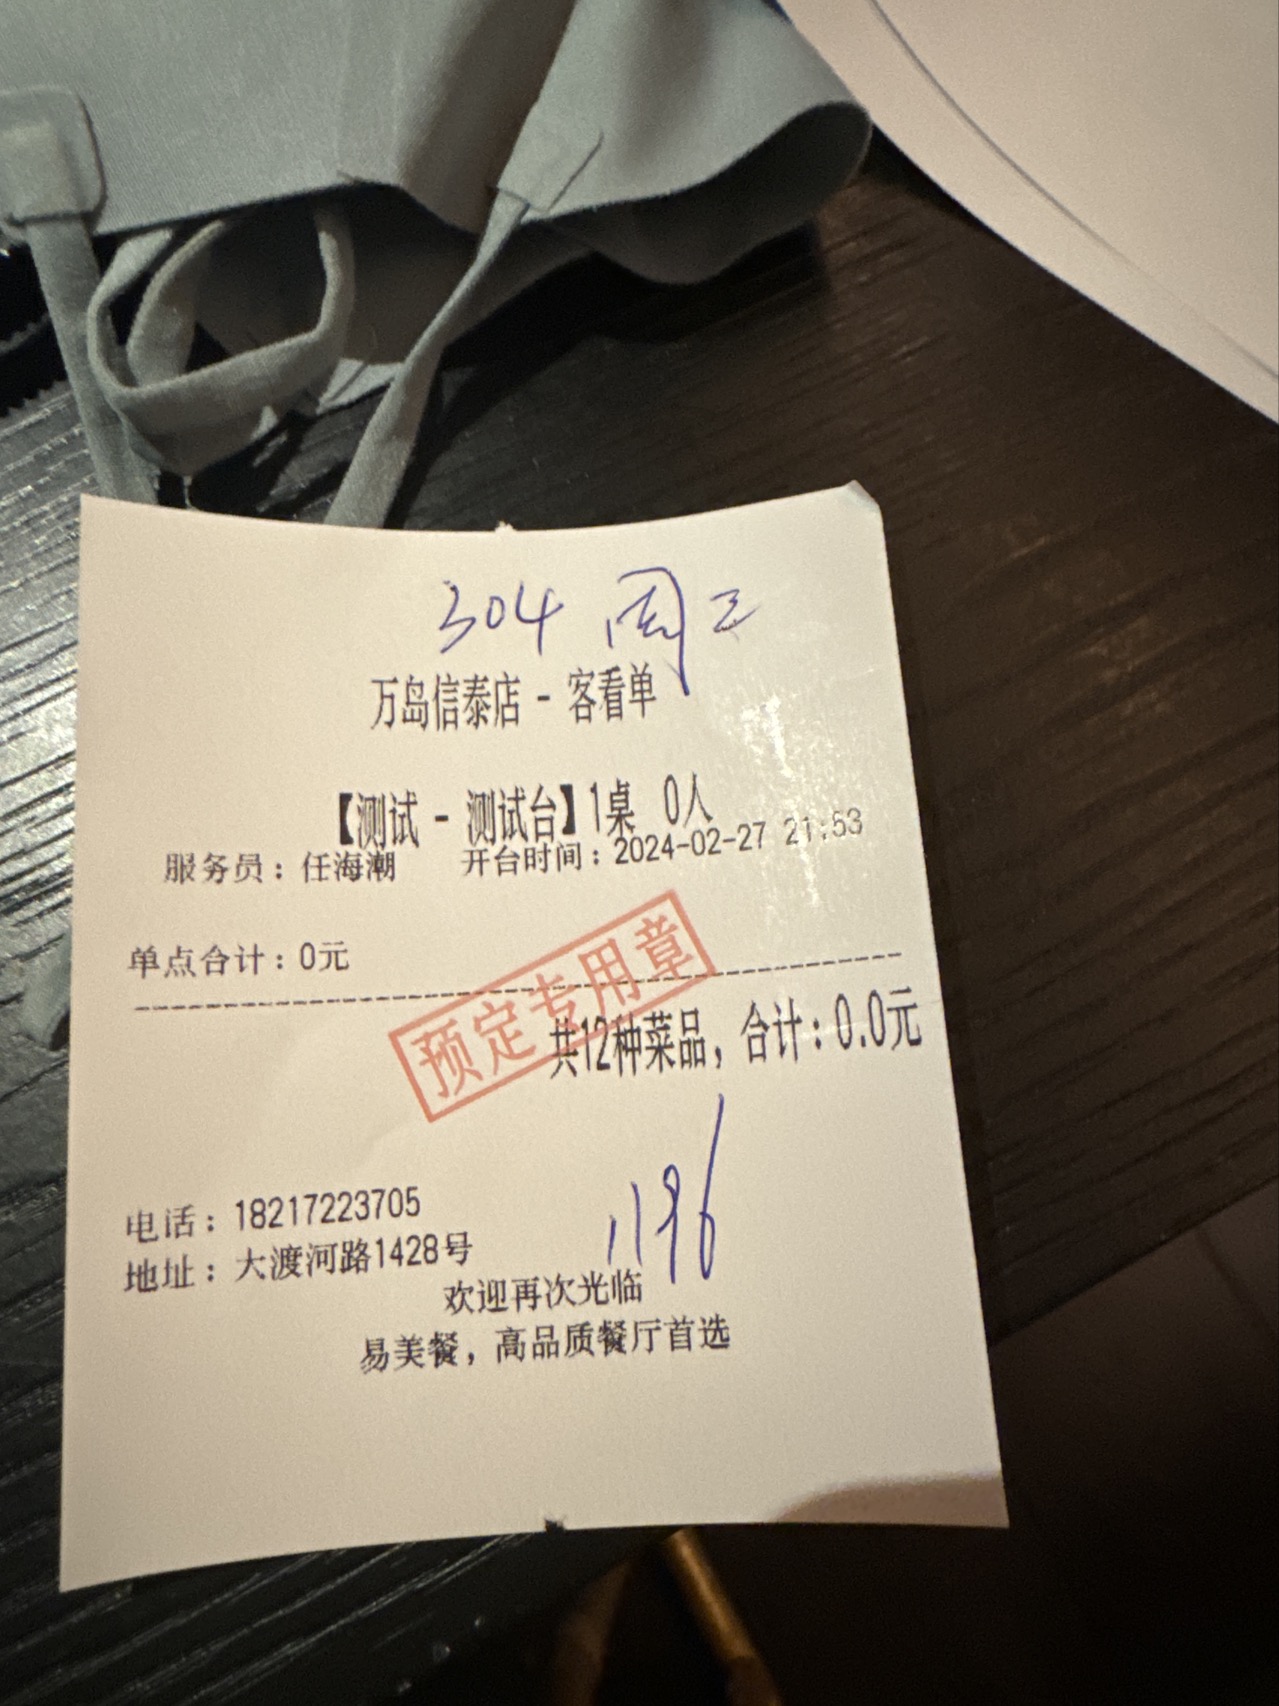 304 周三
万岛信泰店 - 客看单
【测试 - 测试台】1桌 0人
服务员：任海潮 开台时间：2024-02-27 21:53
单点合计：0元
预定专用章
共12种菜品，合计：0.0元
1196
电话：18217223705
地址：大渡河路1428号
欢迎再次光临
易美餐，高品质餐厅首选